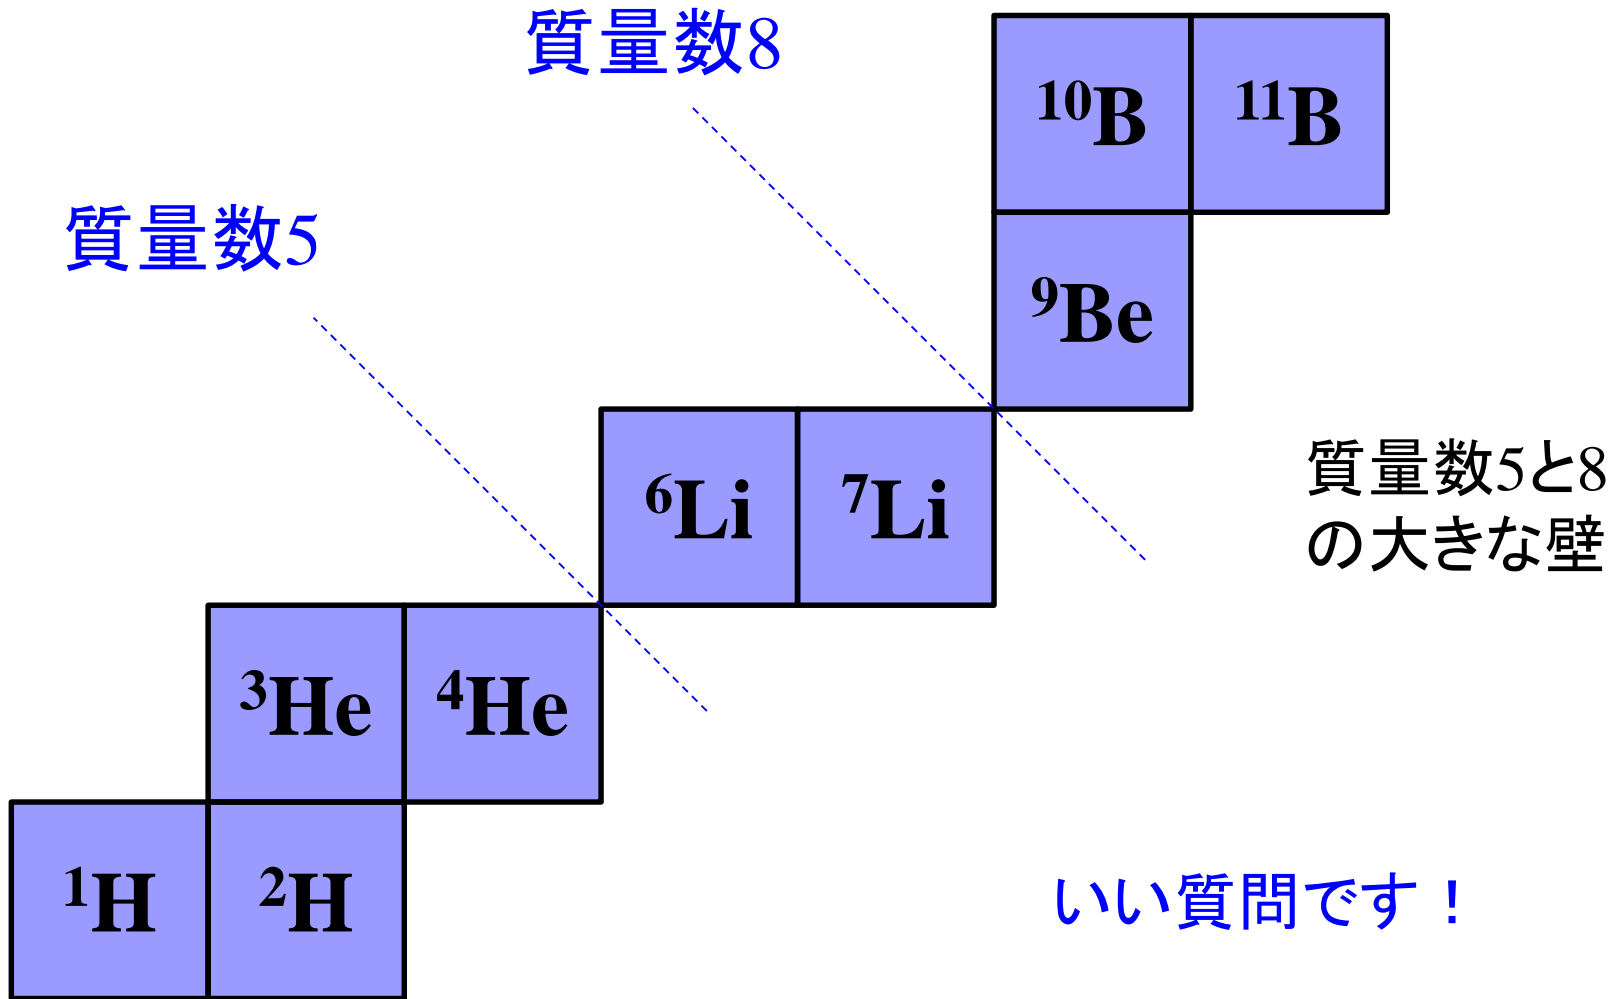 質量数8
¹⁰B ¹¹B
質量数5
⁹Be
質量数5と8
の大きな壁
⁶Li ⁷Li
³He ⁴He
¹H ²H
いい質問です！